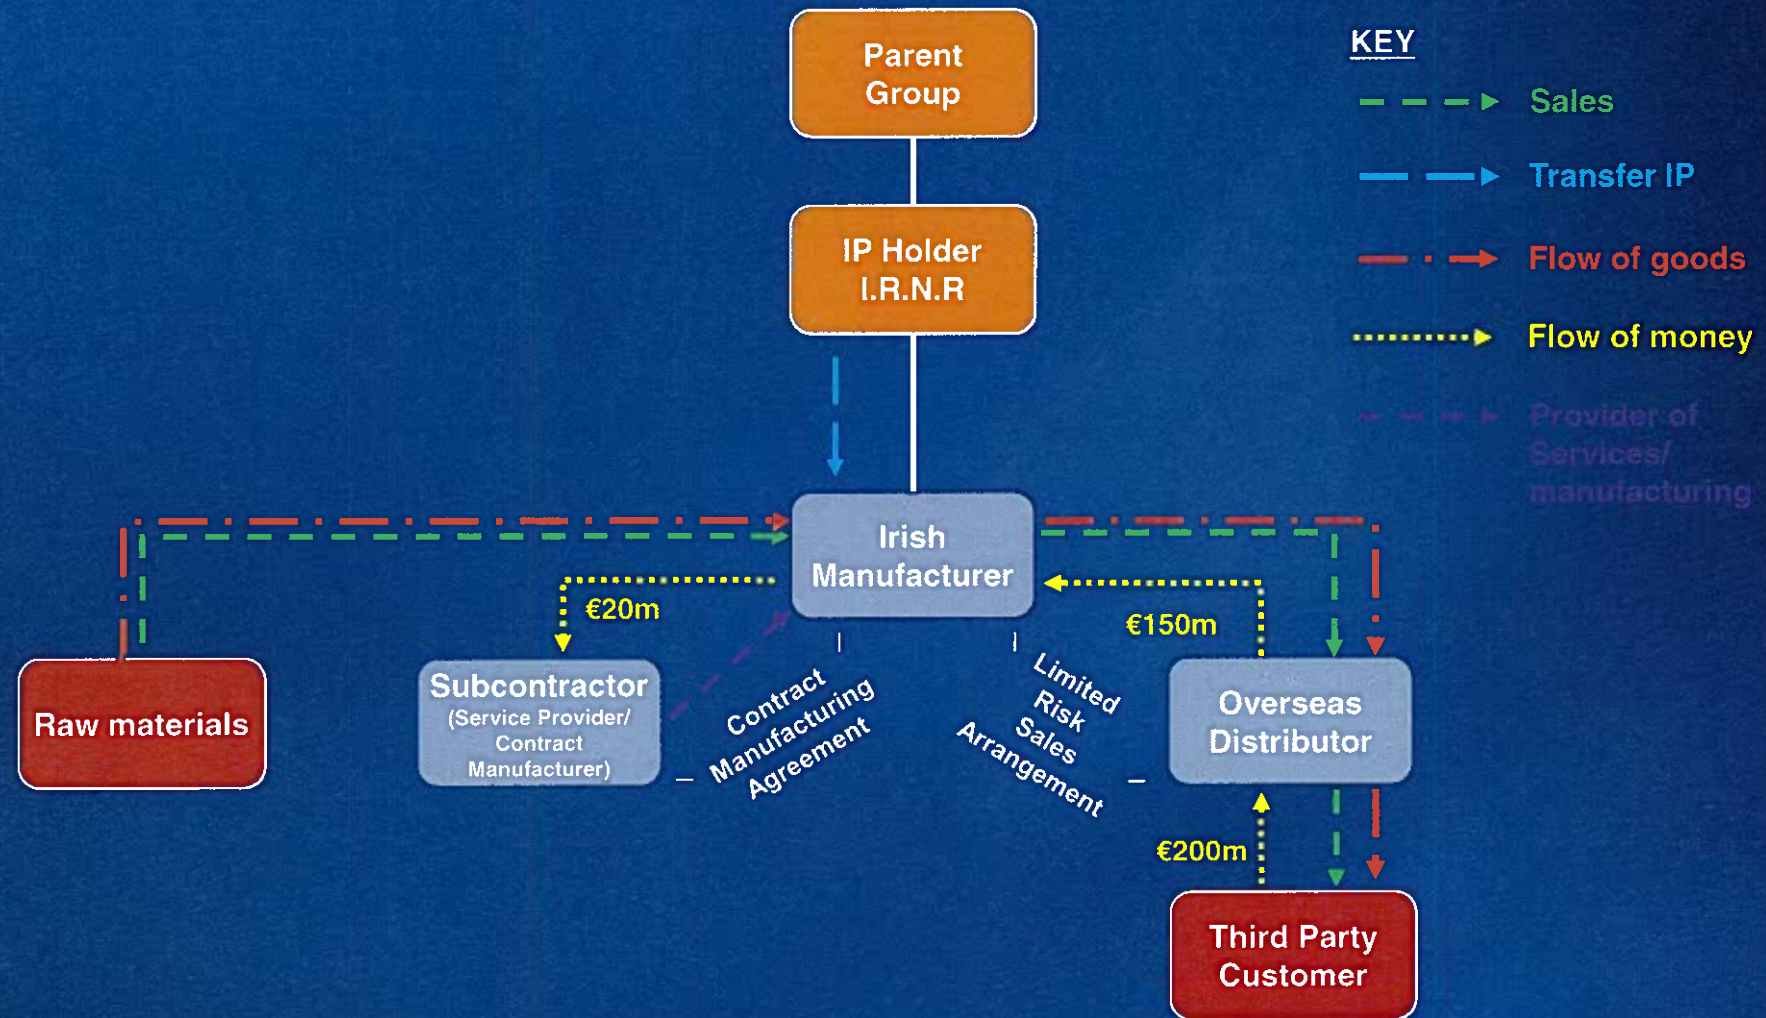 Parent
Group
KEY
Sales
Transfer IP
IP Holder
I.R.N.R
Flow of goods
Flow of money
Provider of
Services/
manufacturing
Irish
Manufacturer
€20m
€150m
Raw materials
Subcontractor
(Service Provider/
Contract
Manufacturer)
Contract
Manufacturing
Agreement
Limited
Risk
Sales
Arrangement
Overseas
Distributor
€200m
Third Party
Customer